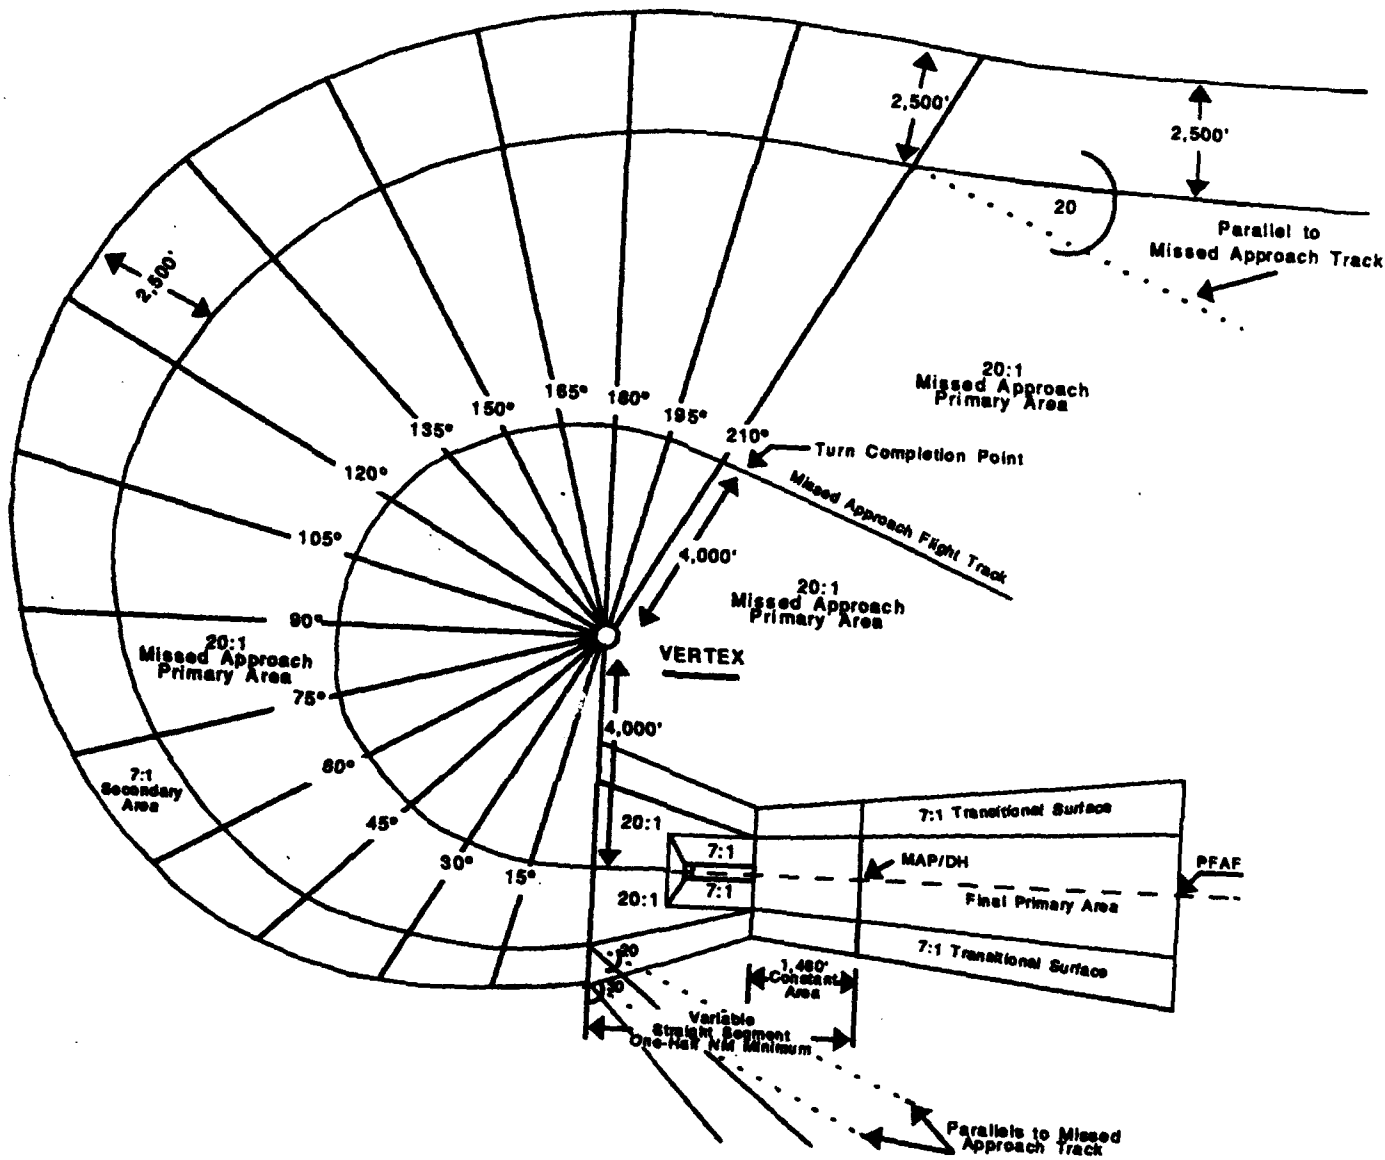 2,500'
2,500'
20
Parallel to
Missed Approach Track
2,500'
20:1
Missed Approach
Primary Area
165°
180°
150°
195°
135°
210°
Turn Completion Point
120°
Missed Approach Flight Track
105°
4,000'
20:1
Missed Approach
Primary Area
90°
20:1
Missed Approach
Primary Area
VERTEX
75°
4,000'
60°
7:1
Secondary
Area
7:1 Transitional Surface
45°
20:1
7:1
MAP/DH
PFAF
30°
15°
7:1
20:1
Final Primary Area
20
7:1 Transitional Surface
1,460'
Constant
Area
20
Variable
Straight Segment
One-Half NM Minimum
Parallels to Missed
Approach Track